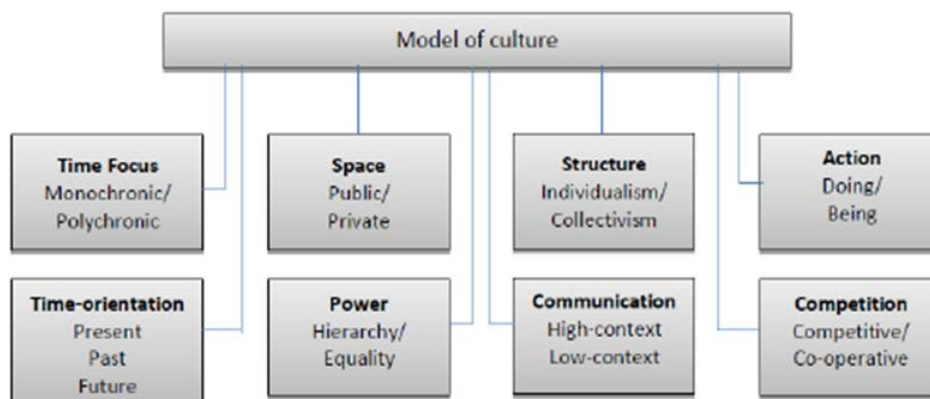 Model of culture
Time Focus
Monochronic/
Polychronic
Space
Public/
Private
Structure
Individualism/
Collectivism
Action
Doing/
Being
Time-orientation
Present
Past
Future
Power
Hierarchy/
Equality
Communication
High-context
Low-context
Competition
Competitive/
Co-operative